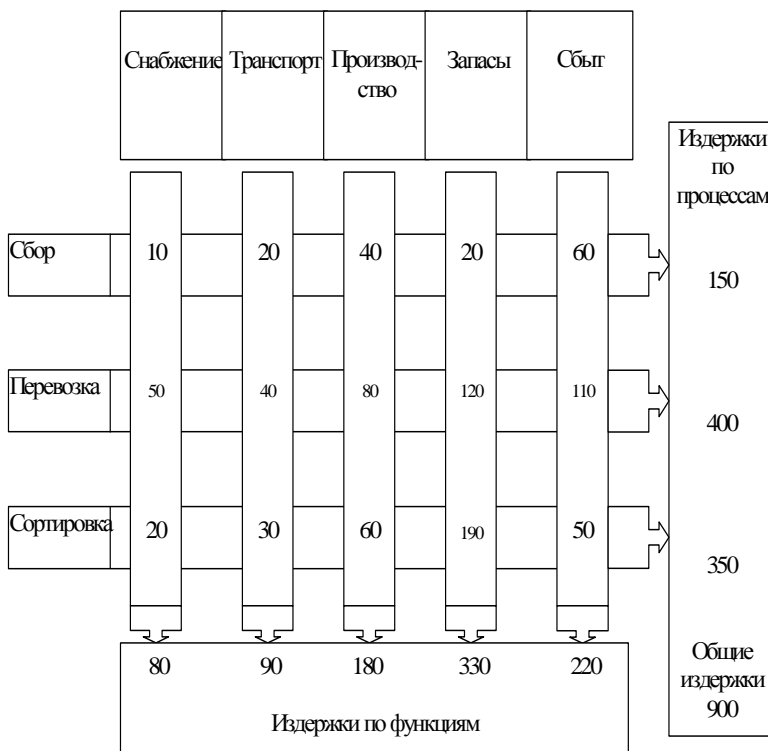 Снабжение Транспорт Производ-
ство Запасы Сбыт
Издержки
по
процессам
Сбор 10 20 40 20 60
150
Перевозка 50 40 80 120 110
400
Сортировка 20 30 60 190 50
350
80 90 180 330 220
Общие
издержки
900
Издержки по функциям